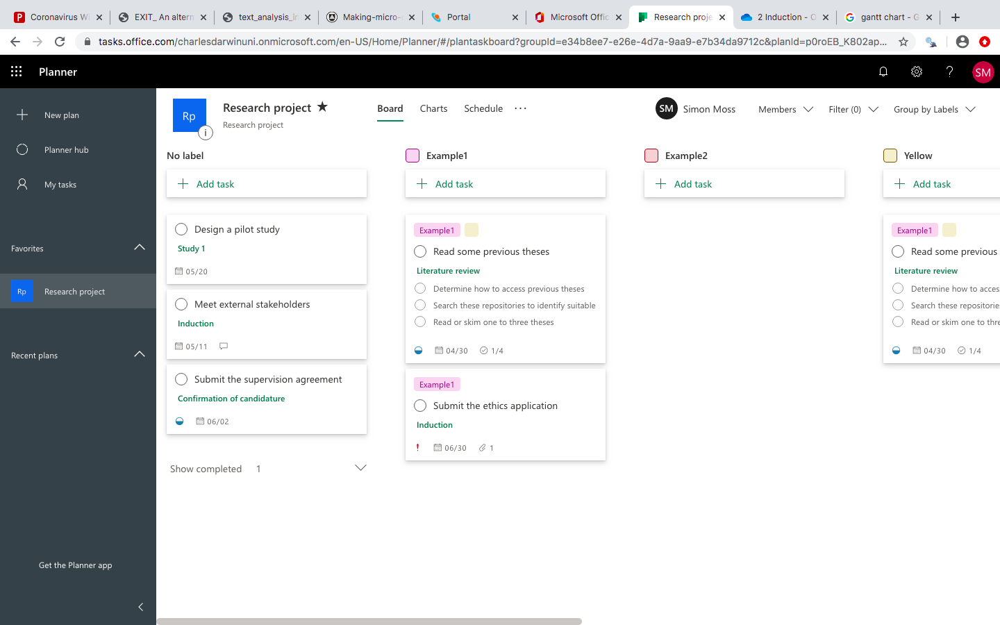 Coronavirus Wi
EXIT_ An altern
text_analysis_in
Making-micro-
Portal
Microsoft Offic
Research proje
2 Induction - O
gantt chart - G
tasks.office.com/charlesdarwinuni.onmicrosoft.com/en-US/Home/Planner/#/plantaskboard?groupId=e34b8ee7-e26e-4d7a-9aa9-e7b34da9712c&planId=p0roEB_K802ap...
Planner
SM
New plan
Planner hub
My tasks
Favorites
Rp Research project
Recent plans
Get the Planner app
Rp
i
Research project
Research project
Board Charts Schedule ...
SM Simon Moss
Members
Filter (0)
Group by Labels
No label
Add task
Design a pilot study
Study 1
05/20
Meet external stakeholders
Induction
05/11
Submit the supervision agreement
Confirmation of candidature
06/02
Show completed 1
Example1
Add task
Example1
Read some previous theses
Literature review
Determine how to access previous theses
Search these repositories to identify suitable
Read or skim one to three theses
04/30 1/4
Example1
Submit the ethics application
Induction
! 06/30 1
Example2
Add task
Yellow
Add task
Example1
Read some previous
Literature review
Determine how to acces
Search these repositorie
Read or skim one to thre
04/30 1/4